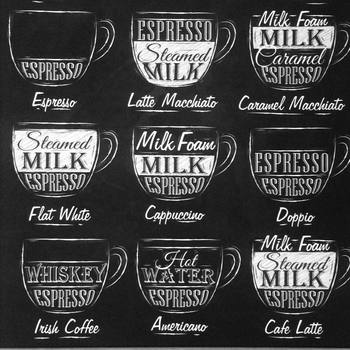 ESPRESSO
Espresso
ESPRESSO
Steamed
MILK
Latte Macchiato
Milk Foam
MILK
Caramel
ESPRESSO
Caramel Macchiato
Steamed
MILK
ESPRESSO
Flat White
Milk Foam
MILK
ESPRESSO
Cappuccino
ESPRESSO
ESPRESSO
Doppio
WHISKEY
ESPRESSO
Irish Coffee
Hot
WATER
ESPRESSO
Americano
Milk Foam
Steamed
MILK
ESPRESSO
Cafe Latte